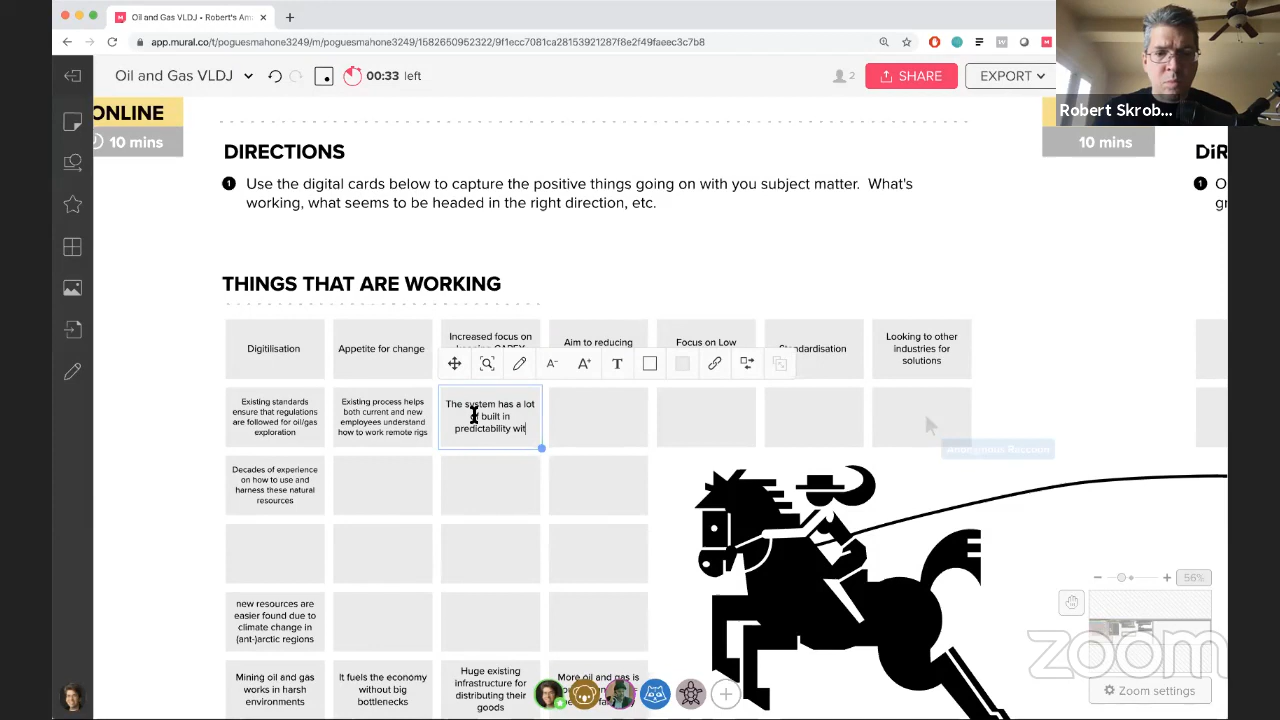 Oil and Gas VLDJ • Robert's Am
app.mural.co/t/poguesmahone3249/m/poguesmahone3249/1582650952322/9f1ecc7081ca28153921287f8e2f49faeec3c7b8
Oil and Gas VLDJ
00:33 left
2
SHARE
EXPORT
Robert Skrob...
ONLINE
10 mins
10 mins
DIRECTIONS
DiR
1 Use the digital cards below to capture the positive things going on with you subject matter. What's
working, what seems to be headed in the right direction, etc.
1 O
gr
THINGS THAT ARE WORKING
Digitilisation
Appetite for change
Increased focus on
Aim to reducing
Focus on Low
Looking to other
industries for
solutions
Existing standards
ensure that regulations
are followed for oil/gas
exploration
Existing process helps
both current and new
employees understand
how to work remote rigs
The system has a lot
built in
predictability wit
Decades of experience
on how to use and
harness these natural
resources
new resources are
easier found due to
climate change in
(ant-)arctic regions
Mining oil and gas
works in harsh
environments
It fuels the economy
without big
bottlenecks
Huge existing
infrastructure for
distributing their
goods
More oil and gas is
56%
zoom
Zoom settings